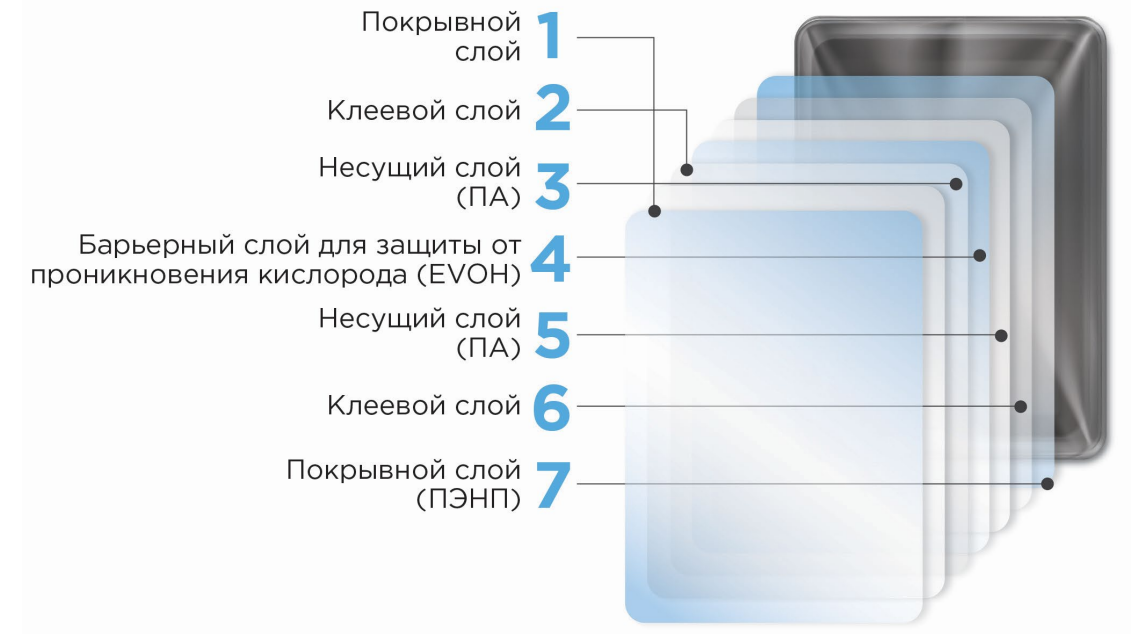 Покрывной
слой 1
Клеевой слой 2
Несущий слой
(ПА) 3
Барьерный слой для защиты от
проникновения кислорода (EVOH) 4
Несущий слой
(ПА) 5
Клеевой слой 6
Покрывной слой
(ПЭНП) 7